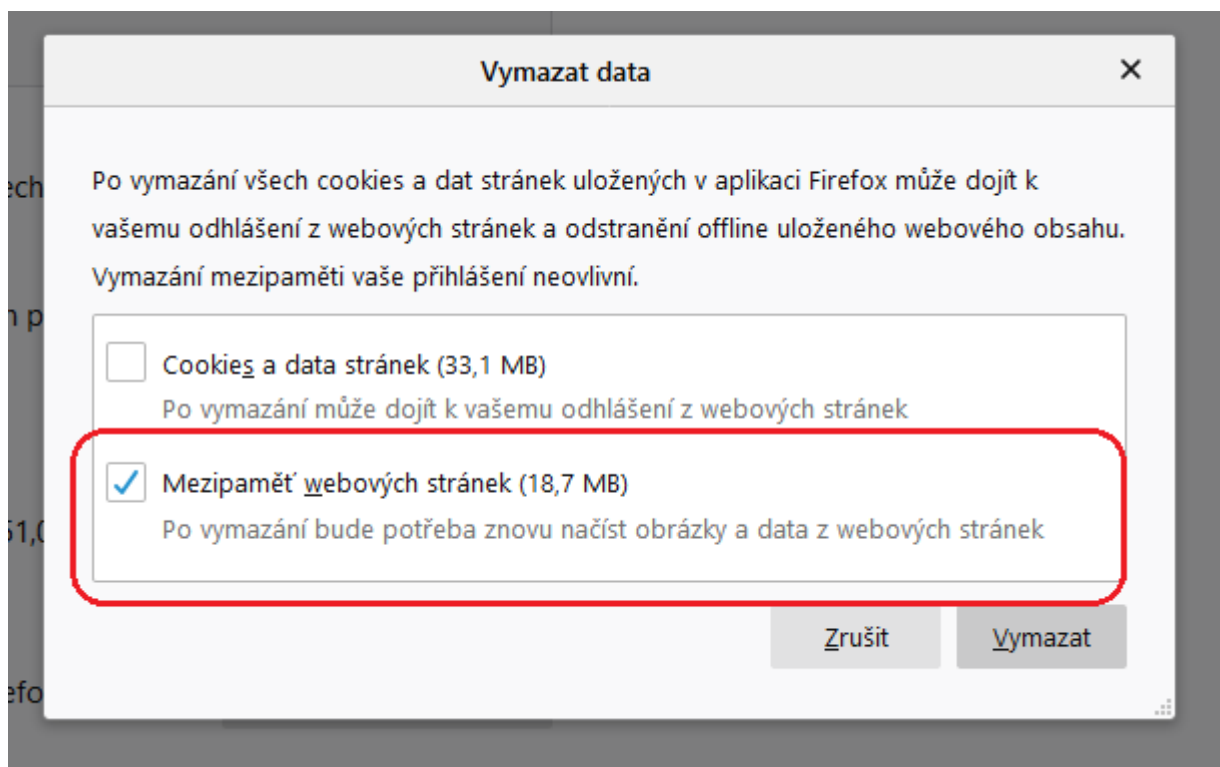 Vymazat data
Po vymazání všech cookies a dat stránek uložených v aplikaci Firefox může dojít k
vašemu odhlášení z webových stránek a odstranění offline uloženého webového obsahu.
Vymazání mezipaměti vaše přihlášení neovlivní.
Cookies a data stránek (33,1 MB)
Po vymazání může dojít k vašemu odhlášení z webových stránek
Mezipaměť webových stránek (18,7 MB)
Po vymazání bude potřeba znovu načíst obrázky a data z webových stránek
Zrušit Vymazat